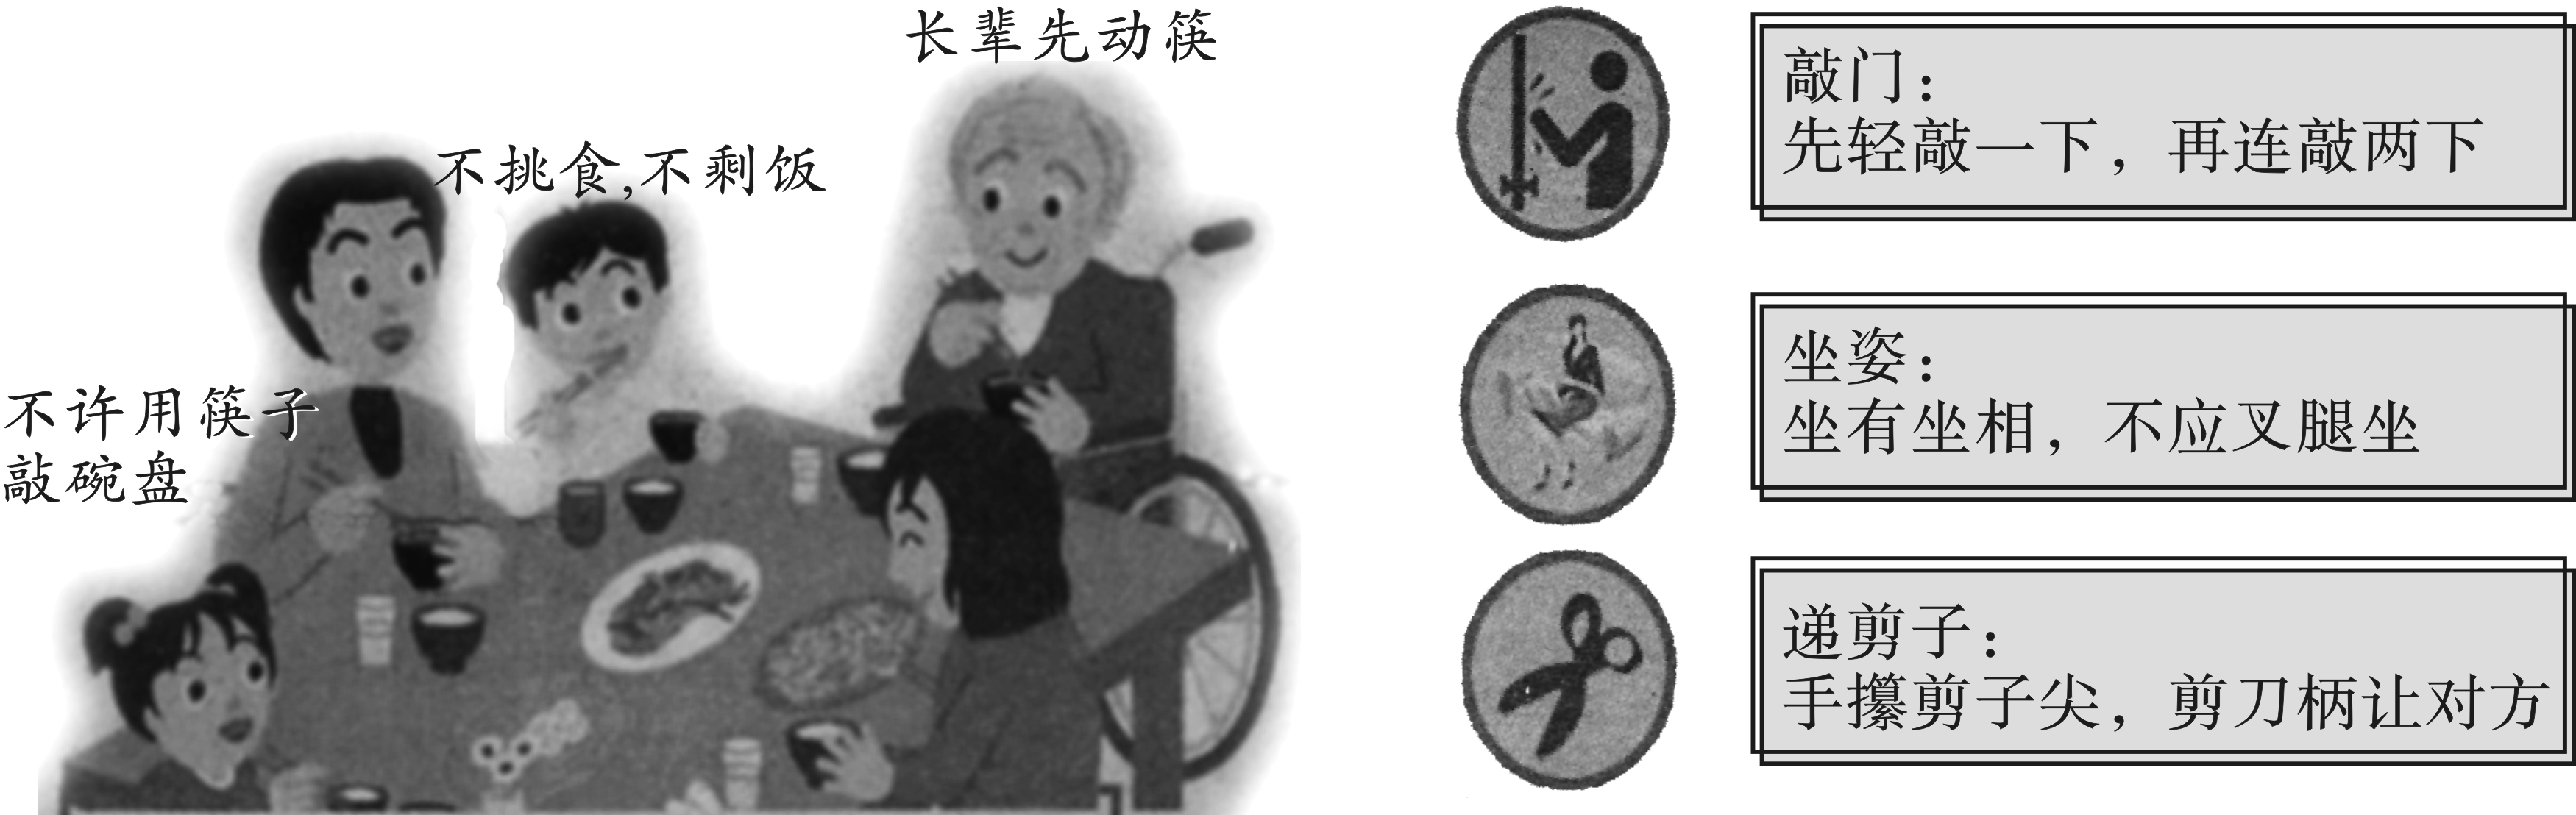 长辈先动筷
不挑食,不剩饭
不许用筷子
敲碗盘
敲门：
先轻敲一下，再连敲两下
坐姿：
坐有坐相，不应叉腿坐
递剪子：
手攥剪子尖，剪刀柄让对方